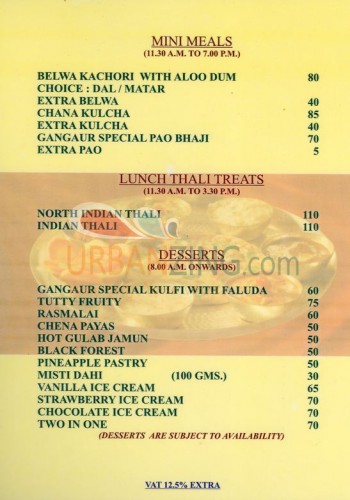 MINI MEALS
(11.30 A.M. TO 7.00 P.M.)
BELWA KACHORI WITH ALOO DUM 80
CHOICE : DAL / MATAR
EXTRA BELWA 40
CHANA KULCHA 85
EXTRA KULCHA 40
GANGAUR SPECIAL PAO BHAJI 70
EXTRA PAO 5
LUNCH THALI TREATS
(11.30 A.M. TO 3.30 P.M.)
NORTH INDIAN THALI 110
INDIAN THALI 110
URBANZING.com
DESSERTS
(8.00 A.M. ONWARDS)
GANGAUR SPECIAL KULFI WITH FALUDA 60
TUTTY FRUITY 75
RASMALAI 60
CHENA PAYAS 50
HOT GULAB JAMUN 50
BLACK FOREST 50
PINEAPPLE PASTRY 50
MISTI DAHI (100 GMS.) 30
VANILLA ICE CREAM 65
STRAWBERRY ICE CREAM 70
CHOCOLATE ICE CREAM 70
TWO IN ONE 70
(DESSERTS ARE SUBJECT TO AVAILABILITY)
VAT 12.5% EXTRA